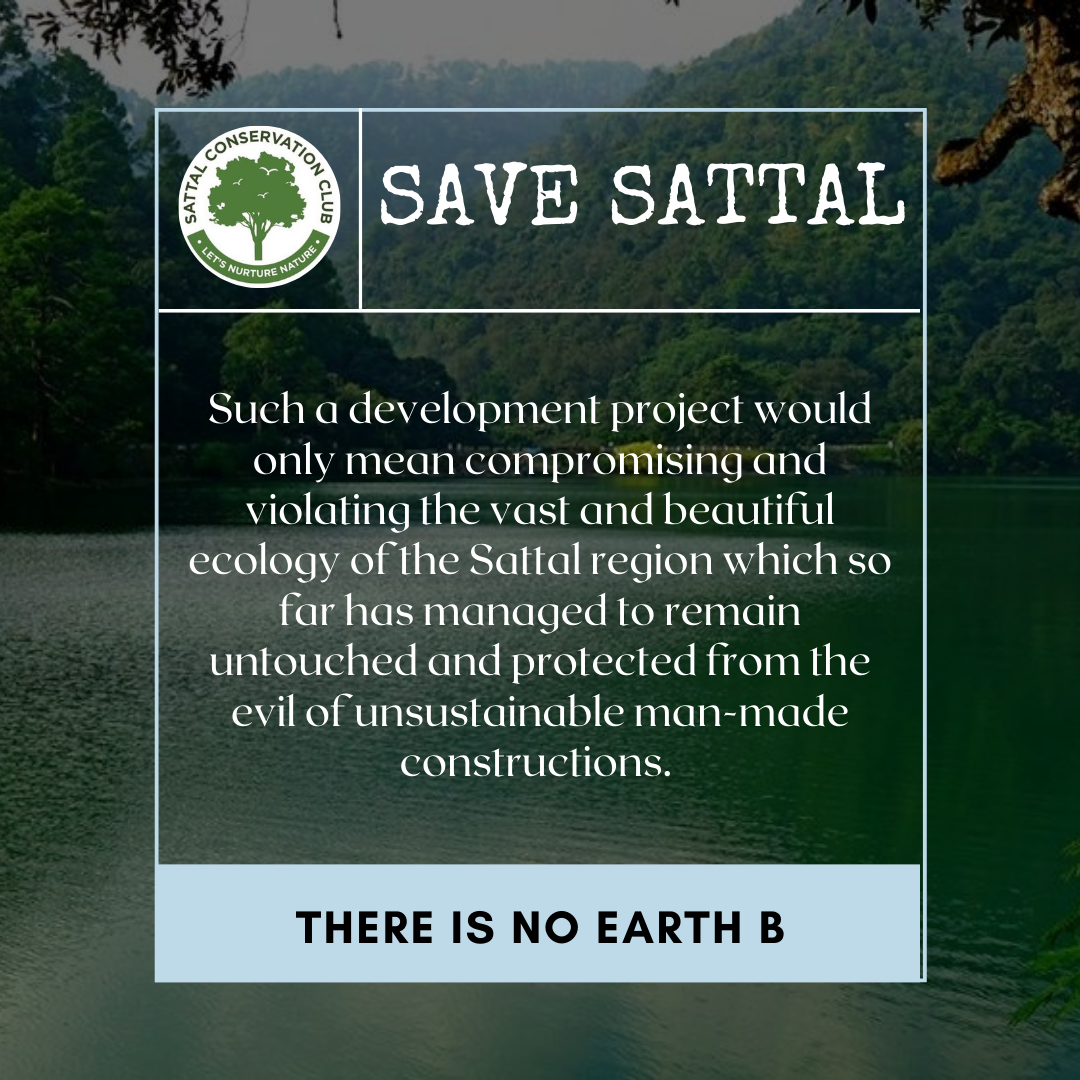 SATTAL CONSERVATION CLUB
• LET'S NURTURE NATURE •
SAVE SATTAL
Such a development project would
only mean compromising and
violating the vast and beautiful
ecology of the Sattal region which so
far has managed to remain
untouched and protected from the
evil of unsustainable man-made
constructions.
THERE IS NO EARTH B